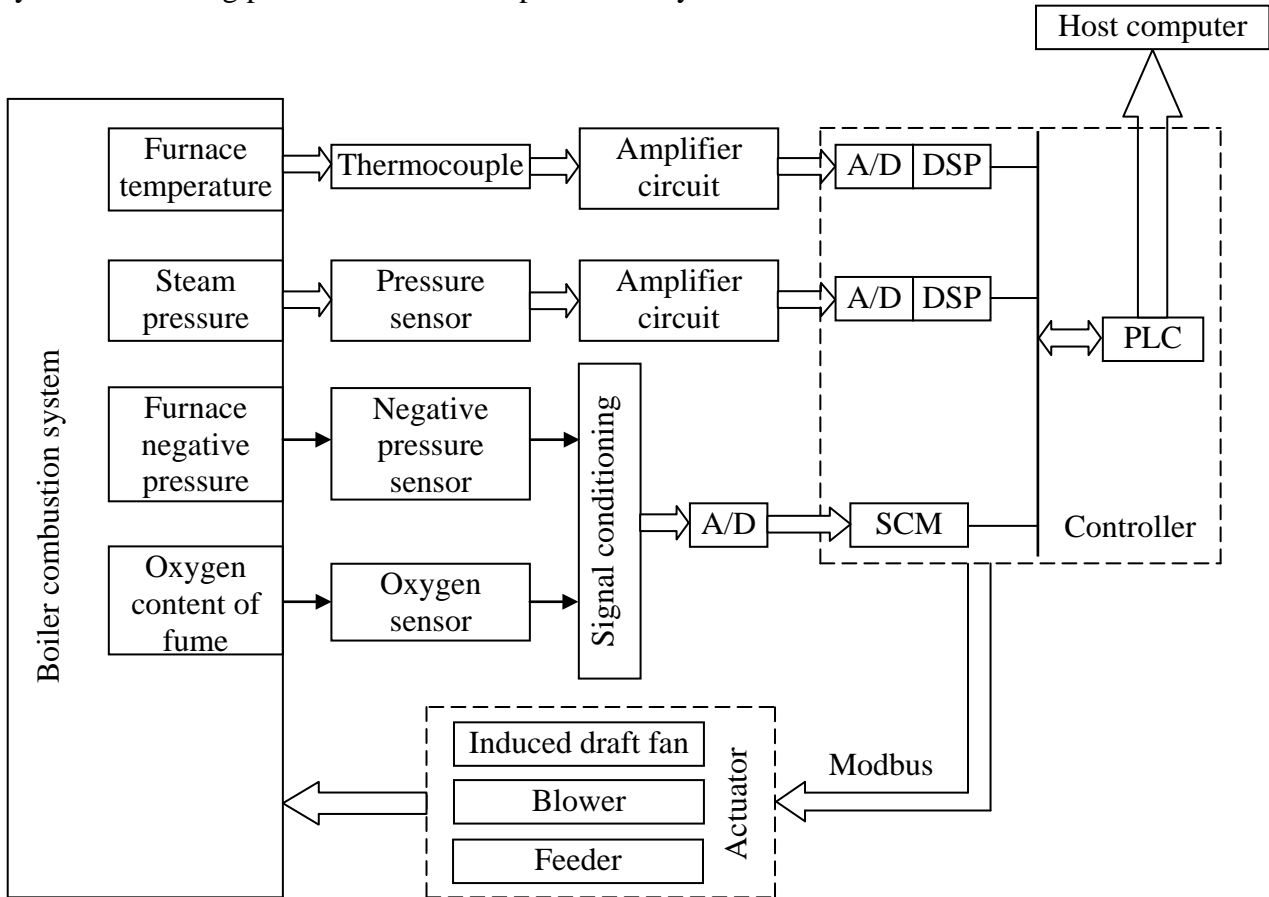 Host computer
Furnace
temperature
Thermocouple
Amplifier
circuit
A/D
DSP
Steam
pressure
Pressure
sensor
Amplifier
circuit
A/D
DSP
PLC
Furnace
negative
pressure
Negative
pressure
sensor
Signal conditioning
A/D
SCM
Controller
Oxygen
content of
fume
Oxygen
sensor
Boiler combustion system
Induced draft fan
Blower
Feeder
Actuator
Modbus